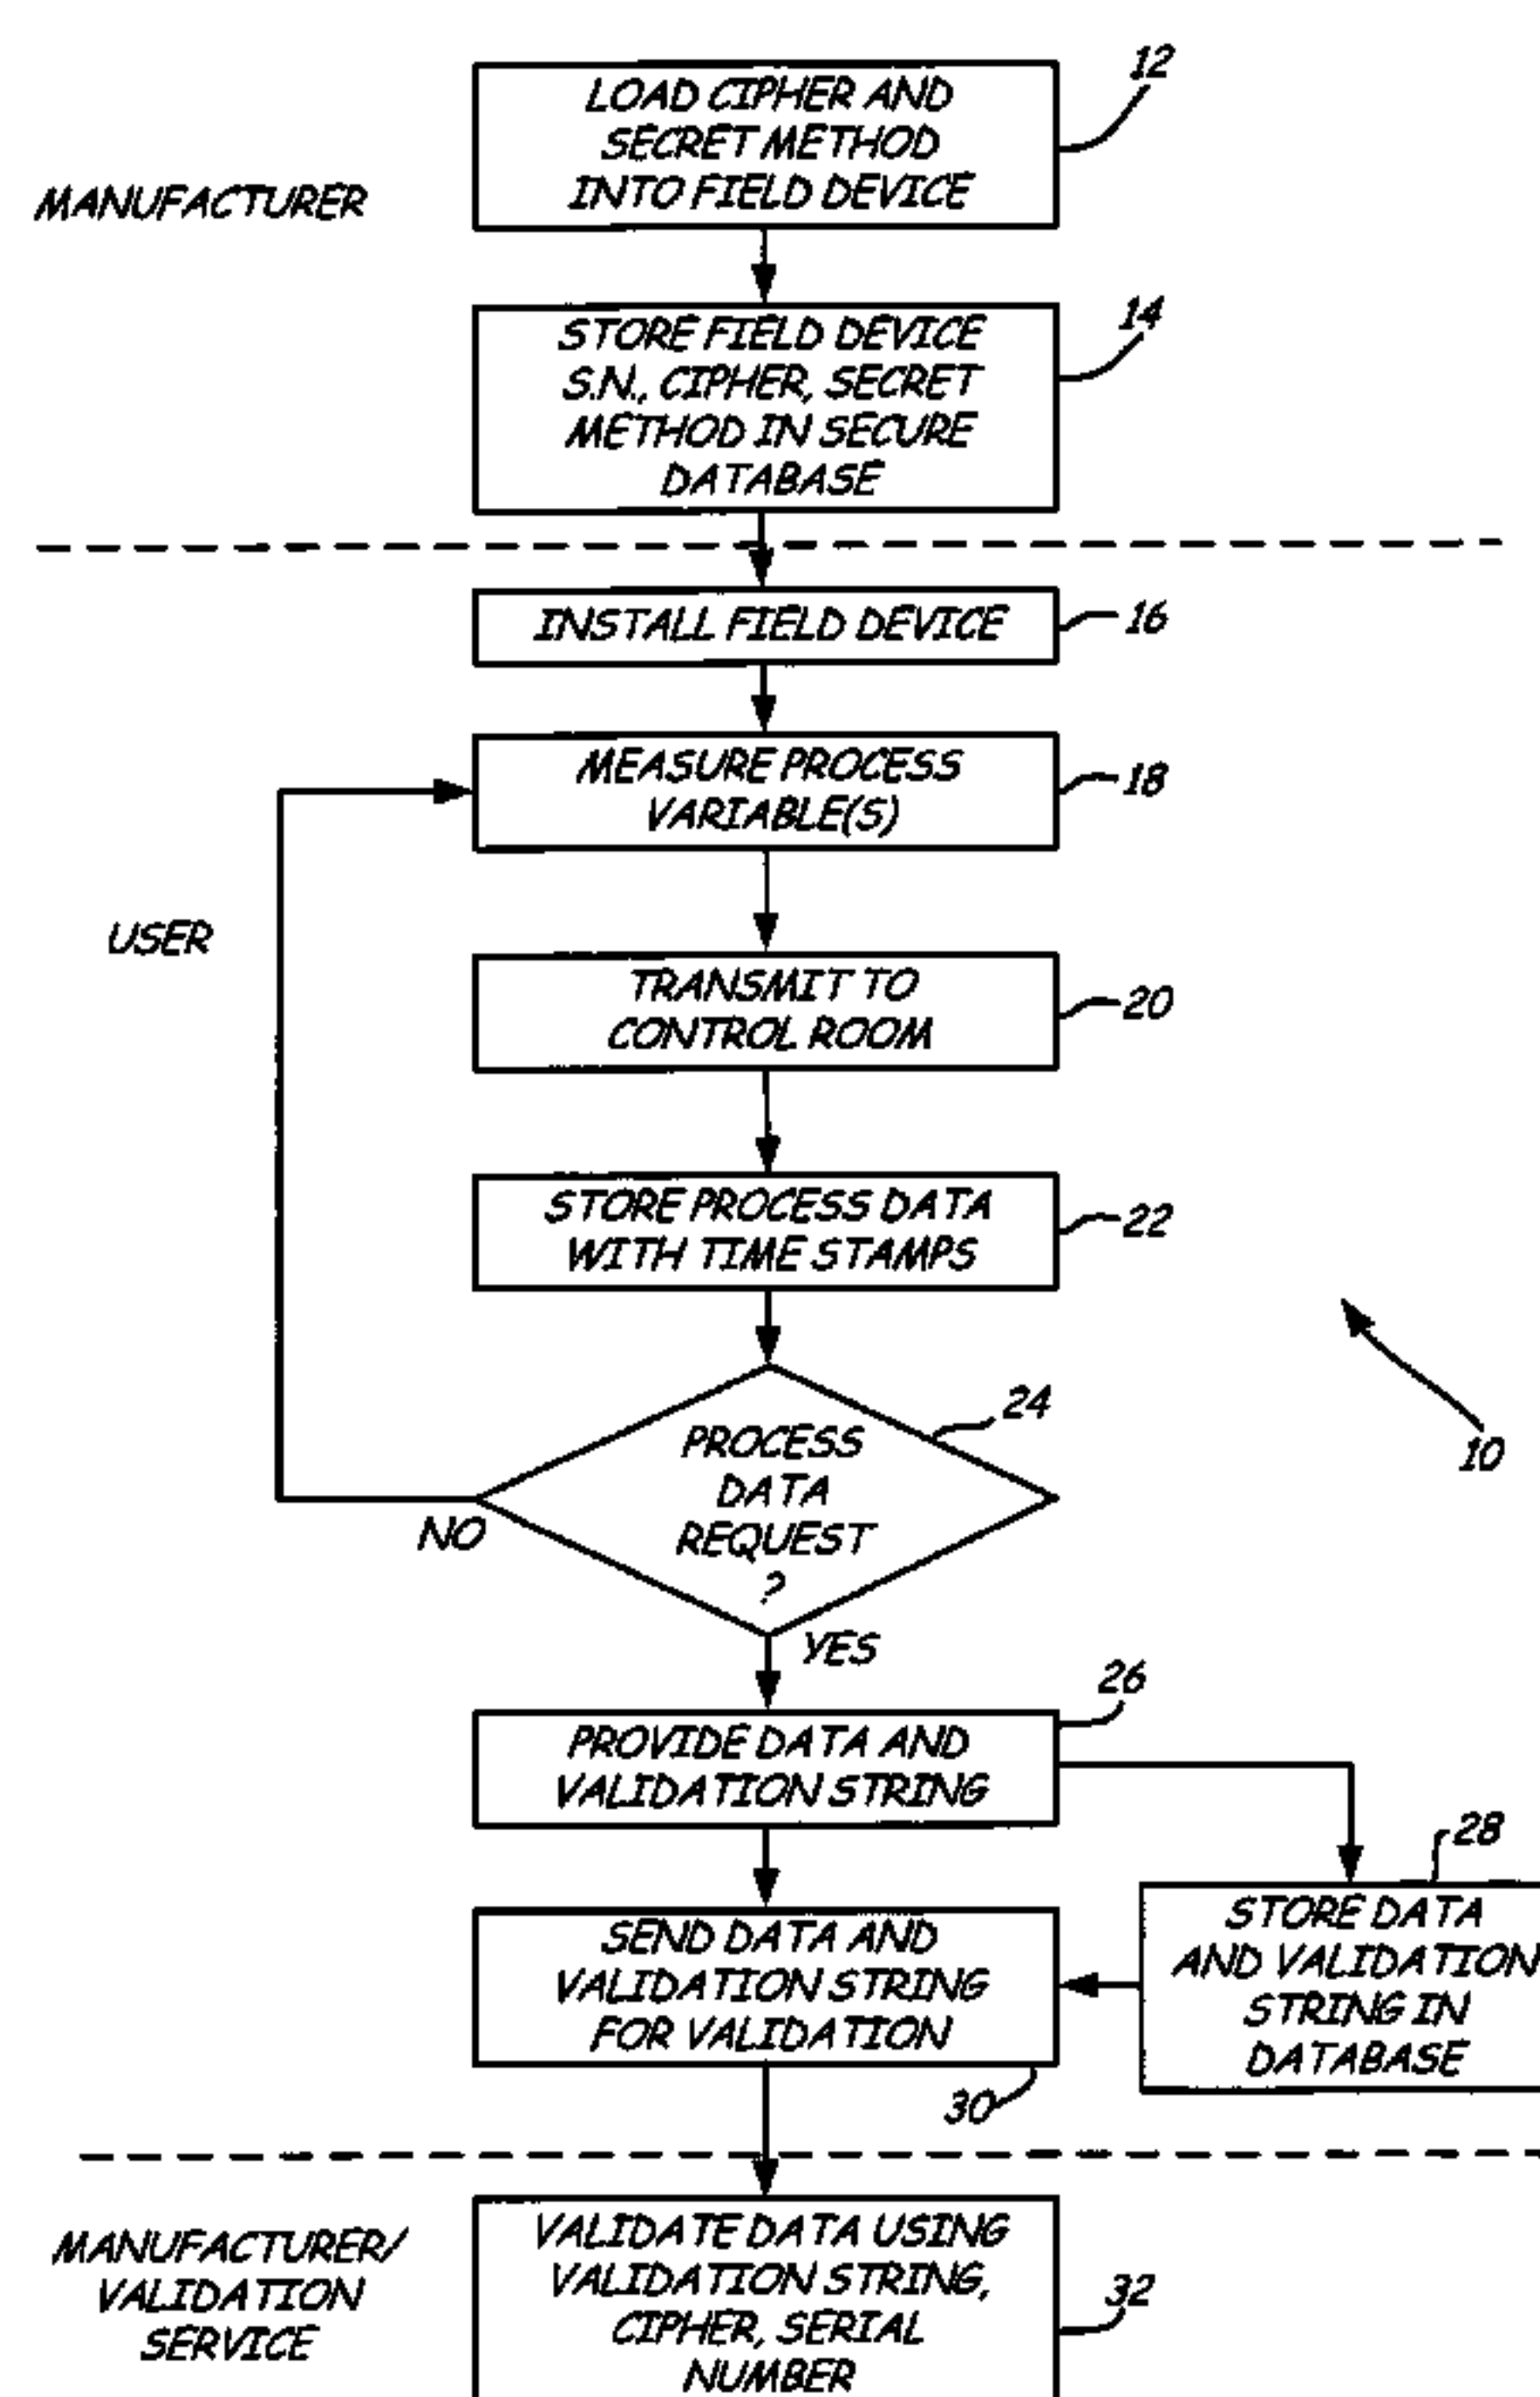 12
LOAD CIPHER AND
SECRET METHOD
INTO FIELD DEVICE
MANUFACTURER
14
STORE FIELD DEVICE
S.N., CIPHER, SECRET
METHOD IN SECURE
DATABASE
INSTALL FIELD DEVICE
16
MEASURE PROCESS
VARIABLE(S)
18
USER
TRANSMIT TO
CONTROL ROOM
20
STORE PROCESS DATA
WITH TIME STAMPS
22
24
PROCESS
DATA
REQUEST
?
10
NO
YES
26
PROVIDE DATA AND
VALIDATION STRING
28
STORE DATA
AND VALIDATION
STRING IN
DATABASE
SEND DATA AND
VALIDATION STRING
FOR VALIDATION
30
MANUFACTURER/
VALIDATION
SERVICE
VALIDATE DATA USING
VALIDATION STRING,
CIPHER, SERIAL
NUMBER
32